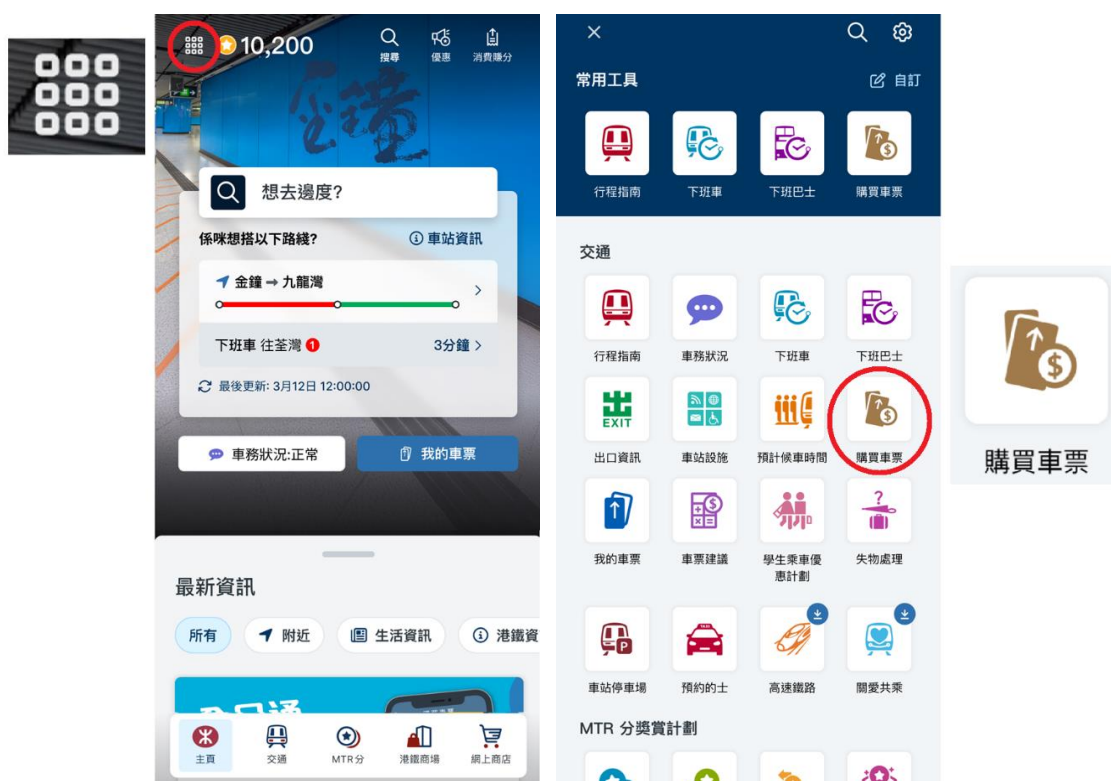 10,200
搜尋
優惠
消費賺分
金鐘
想去邊度?
係咪想搭以下路綫?
車站資訊
金鐘 → 九龍灣
下班車 往荃灣 1
3分鐘
最後更新: 3月12日 12:00:00
車務狀況:正常
我的車票
最新資訊
所有
附近
生活資訊
港鐵資
主頁
交通
MTR分
港鐵商場
網上商店
常用工具
自訂
行程指南
下班車
下班巴士
購買車票
交通
行程指南
車務狀況
下班車
下班巴士
EXIT
出口資訊
車站設施
預計候車時間
購買車票
我的車票
車票建議
學生乘車優
惠計劃
失物處理
P
車站停車場
預約的士
高速鐵路
關愛共乘
MTR 分獎賞計劃
購買車票